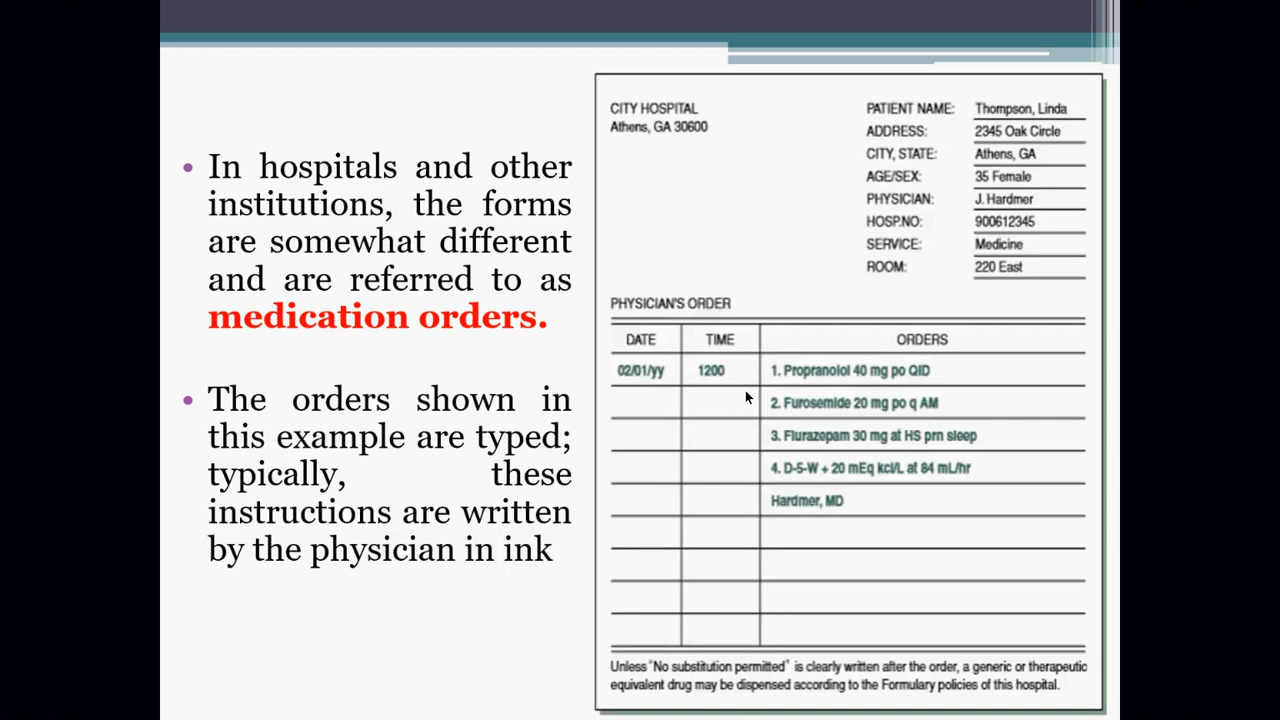 • In hospitals and other
institutions, the forms
are somewhat different
and are referred to as
medication orders.
• The orders shown in
this example are typed;
typically, these
instructions are written
by the physician in ink
CITY HOSPITAL
Athens, GA 30600
PATIENT NAME: Thompson, Linda
ADDRESS: 2345 Oak Circle
CITY, STATE: Athens, GA
AGE/SEX: 35 Female
PHYSICIAN: J. Hardmer
HOSP.NO: 900612345
SERVICE: Medicine
ROOM: 220 East
PHYSICIAN'S ORDER
DATE TIME ORDERS
02/01/yy 1200 1. Propranolol 40 mg po QID
2. Furosemide 20 mg po q AM
3. Flurazepam 30 mg at HS prn sleep
4. D-5-W + 20 mEq kcl/L at 84 mL/hr
Hardmer, MD
Unless "No substitution permitted" is clearly written after the order, a generic or therapeutic
equivalent drug may be dispensed according to the Formulary policies of this hospital.